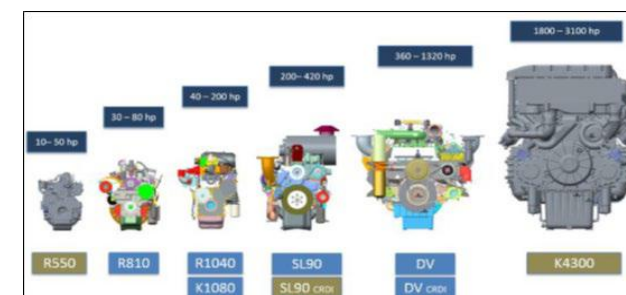 1800 – 3100 hp
360 – 1320 hp
200– 420 hp
40 – 200 hp
30 – 80 hp
10– 50 hp
R550
R810
R1040
SL90
DV
K4300
K1080
SL90 CRDI
DV CRDI